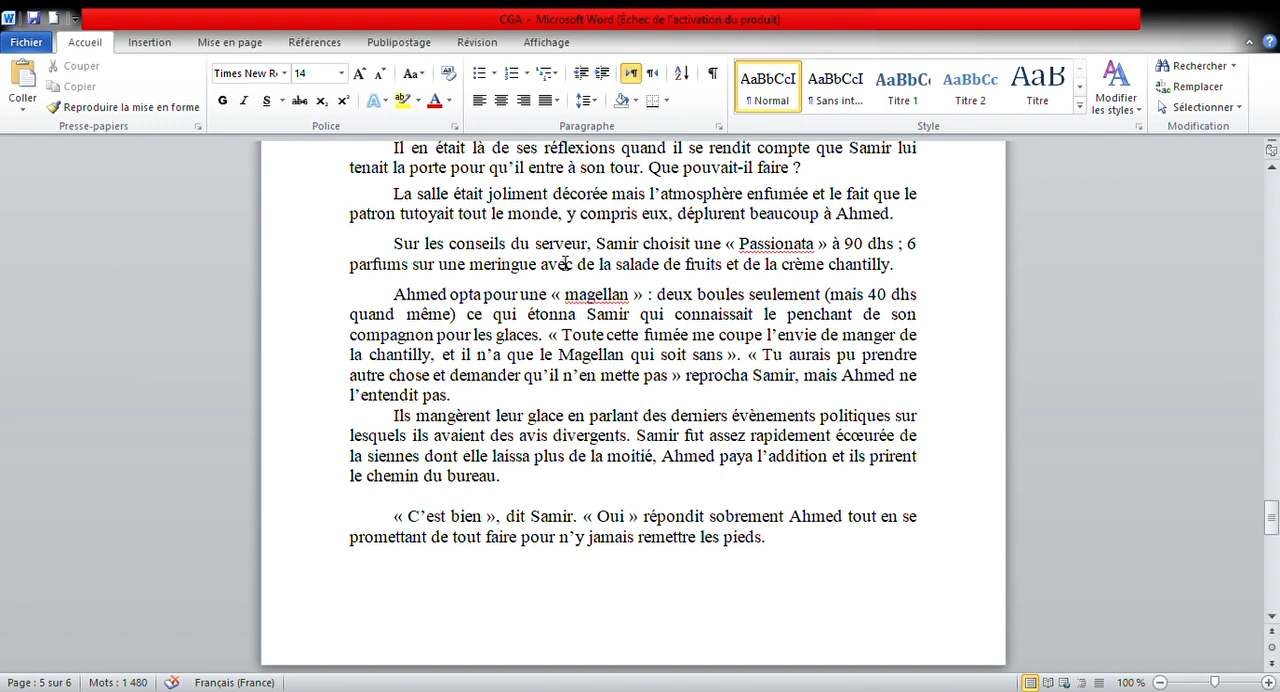 CGA - Microsoft Word (Échec de l'activation du produit)
Fichier Accueil Insertion Mise en page Références Publipostage Révision Affichage
Coller
Couper
Copier
Reproduire la mise en forme
Presse-papiers
Times New R 14
G I S abc x₂ x²
Police
Paragraphe
AaBbCcI AaBbCcI AaBbC AaBbCc AaB
¶ Normal ¶ Sans int... Titre 1 Titre 2 Titre
Modifier les styles
Style
Rechercher
Remplacer
Sélectionner
Modification
Il en était là de ses réflexions quand il se rendit compte que Samir lui
tenait la porte pour qu'il entre à son tour. Que pouvait-il faire ?
La salle était joliment décorée mais l'atmosphère enfumée et le fait que le
patron tutoyait tout le monde, y compris eux, déplurent beaucoup à Ahmed.
Sur les conseils du serveur, Samir choisit une « Passionata » à 90 dhs ; 6
parfums sur une meringue avec de la salade de fruits et de la crème chantilly.
Ahmed opta pour une « magellan » : deux boules seulement (mais 40 dhs
quand même) ce qui étonna Samir qui connaissait le penchant de son
compagnon pour les glaces. « Toute cette fumée me coupe l'envie de manger de
la chantilly, et il n'a que le Magellan qui soit sans ». « Tu aurais pu prendre
autre chose et demander qu'il n'en mette pas » reprocha Samir, mais Ahmed ne
l'entendit pas.
Ils mangèrent leur glace en parlant des derniers évènements politiques sur
lesquels ils avaient des avis divergents. Samir fut assez rapidement écœurée de
la siennes dont elle laissa plus de la moitié, Ahmed paya l'addition et ils prirent
le chemin du bureau.
« C'est bien », dit Samir. « Oui » répondit sobrement Ahmed tout en se
promettant de tout faire pour n'y jamais remettre les pieds.
Page : 5 sur 6 Mots : 1 480 Français (France) 100 %